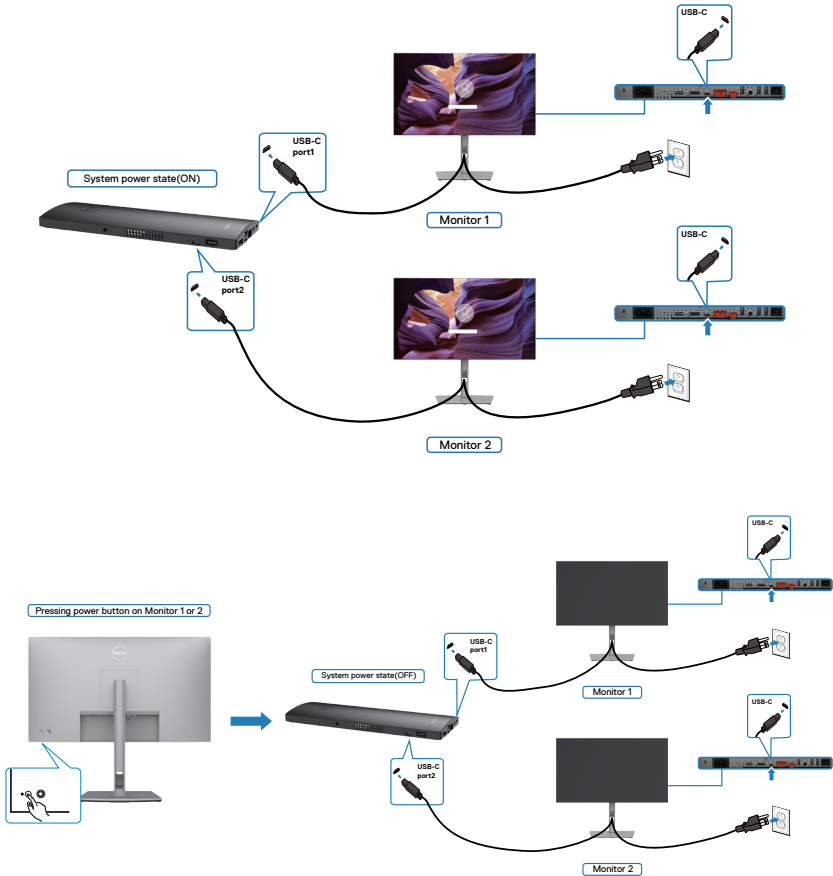 USB-C
USB-C
port1
System power state(ON)
Monitor 1
USB-C
USB-C
port2
Monitor 2
USB-C
Pressing power button on Monitor 1 or 2
DELL
USB-C
port1
System power state(OFF)
Monitor 1
USB-C
USB-C
port2
Monitor 2